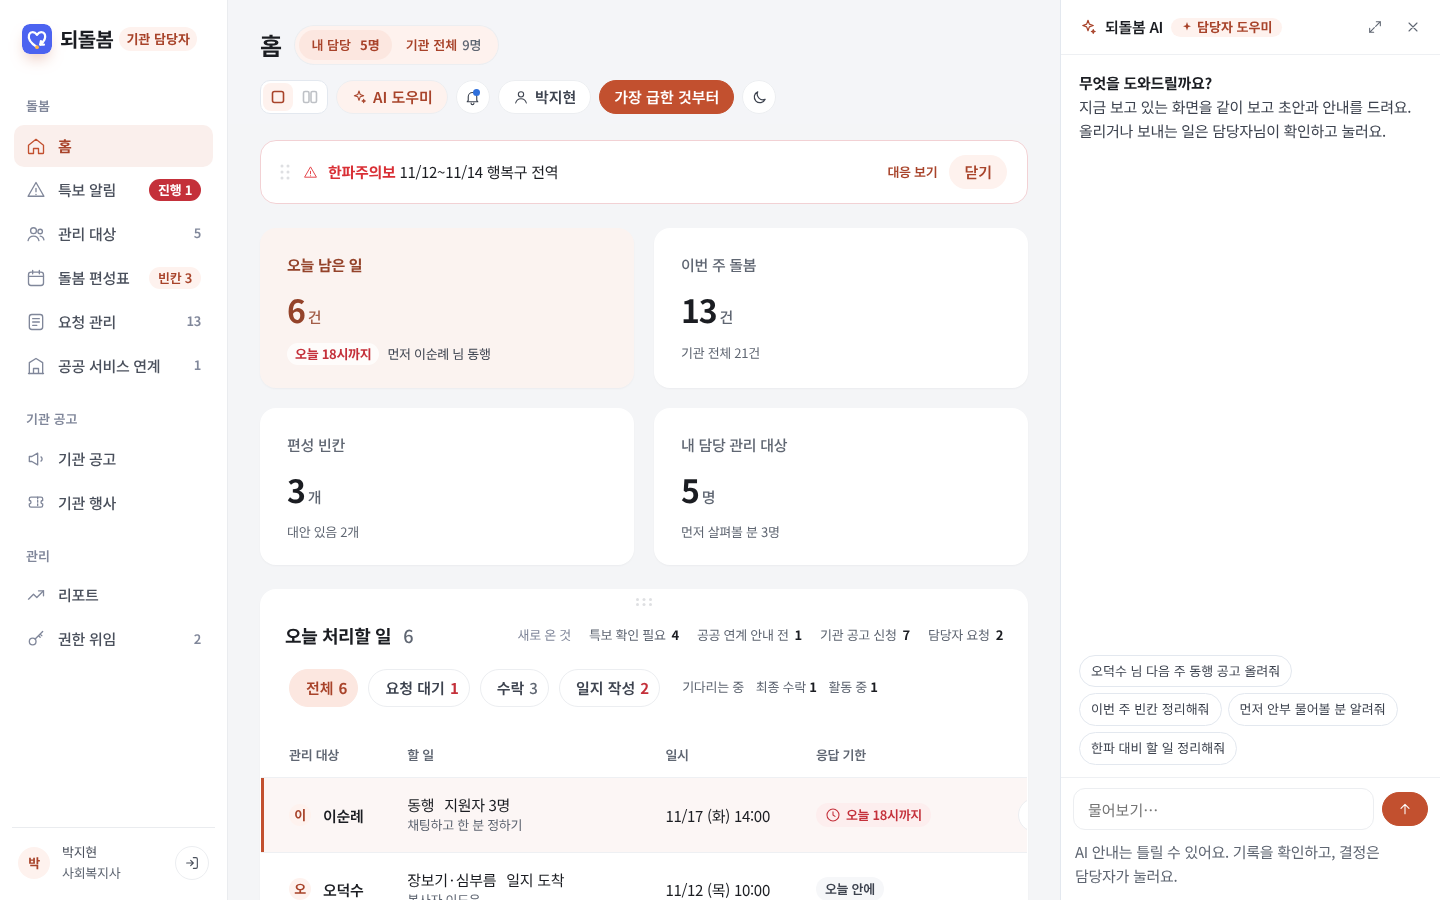 되돌봄 기관 담당자
돌봄
홈
특보 알림 진행 1
관리 대상 5
돌봄 편성표 빈칸 3
요청 관리 13
공공 서비스 연계 1
기관 공고
기관 공고
기관 행사
관리
리포트
권한 위임 2
박 박지현
사회복지사
홈 내 담당 5명 기관 전체 9명
AI 도우미 박지현 가장 급한 것부터
한파주의보 11/12~11/14 행복구 전역 대응 보기 닫기
오늘 남은 일
6건
오늘 18시까지 먼저 이순례 님 동행
이번 주 돌봄
13건
기관 전체 21건
편성 빈칸
3개
대안 있음 2개
내 담당 관리 대상
5명
먼저 살펴볼 분 3명
오늘 처리할 일 6 새로 온 것 특보 확인 필요 4 공공 연계 안내 전 1 기관 공고 신청 7 담당자 요청 2
전체 6 요청 대기 1 수락 3 일지 작성 2 기다리는 중 최종 수락 1 활동 중 1
관리 대상 할 일 일시 응답 기한
이 이순례 동행 지원자 3명 11/17 (화) 14:00 오늘 18시까지
채팅하고 한 분 정하기
오 오덕수 장보기·심부름 일지 도착 11/12 (목) 10:00 오늘 안에
되돌봄 AI 담당자 도우미
무엇을 도와드릴까요?
지금 보고 있는 화면을 같이 보고 초안과 안내를 드려요.
올리거나 보내는 일은 담당자님이 확인하고 눌러요.
오덕수 님 다음 주 동행 공고 올려줘
이번 주 빈칸 정리해줘 먼저 안부 물어볼 분 알려줘
한파 대비 할 일 정리해줘
물어보기…
AI 안내는 틀릴 수 있어요. 기록을 확인하고, 결정은
담당자가 눌러요.